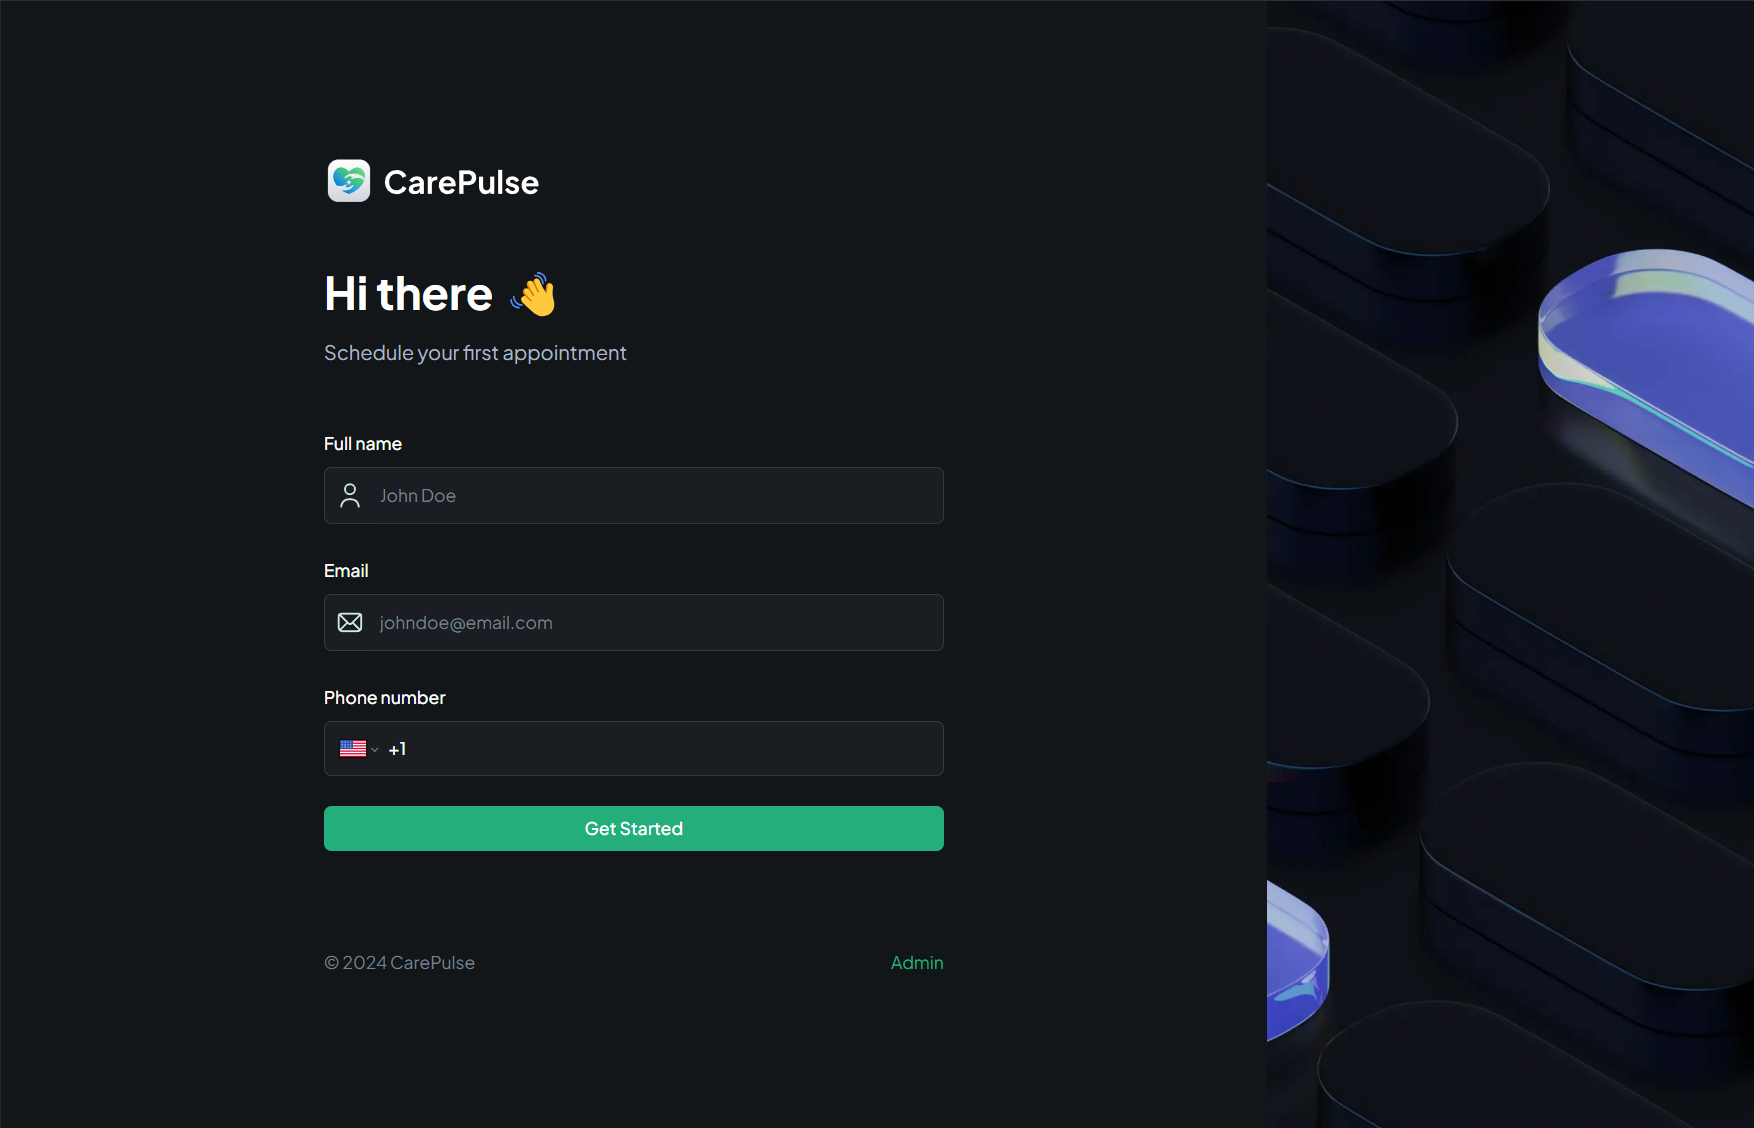 CarePulse
Hi there 👋
Schedule your first appointment
Full name
John Doe
Email
johndoe@email.com
Phone number
+1
Get Started
© 2024 CarePulse
Admin